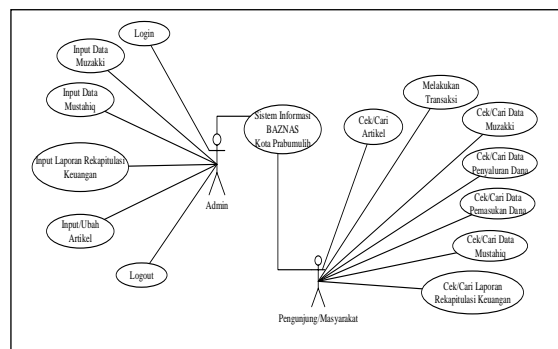 Login
Input Data
Muzakki
Input Data
Mustahiq
Input Laporan Rekapitulasi
Keuangan
Input/Ubah
Artikel
Logout
Admin
Sistem Informasi
BAZNAS
Kota Prabumulih
Cek/Cari
Artikel
Melakukan
Transaksi
Cek/Cari Data
Muzakki
Cek/Cari Data
Penyaluran Dana
Cek/Cari Data
Pemasukan Dana
Cek/Cari Data
Mustahiq
Cek/Cari Laporan
Rekapitulasi Keuangan
Pengunjung/Masyarakat